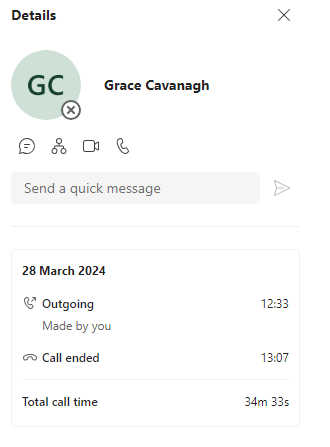 Details
GC
Grace Cavanagh
Send a quick message
28 March 2024
Outgoing 12:33
Made by you
Call ended 13:07
Total call time 34m 33s